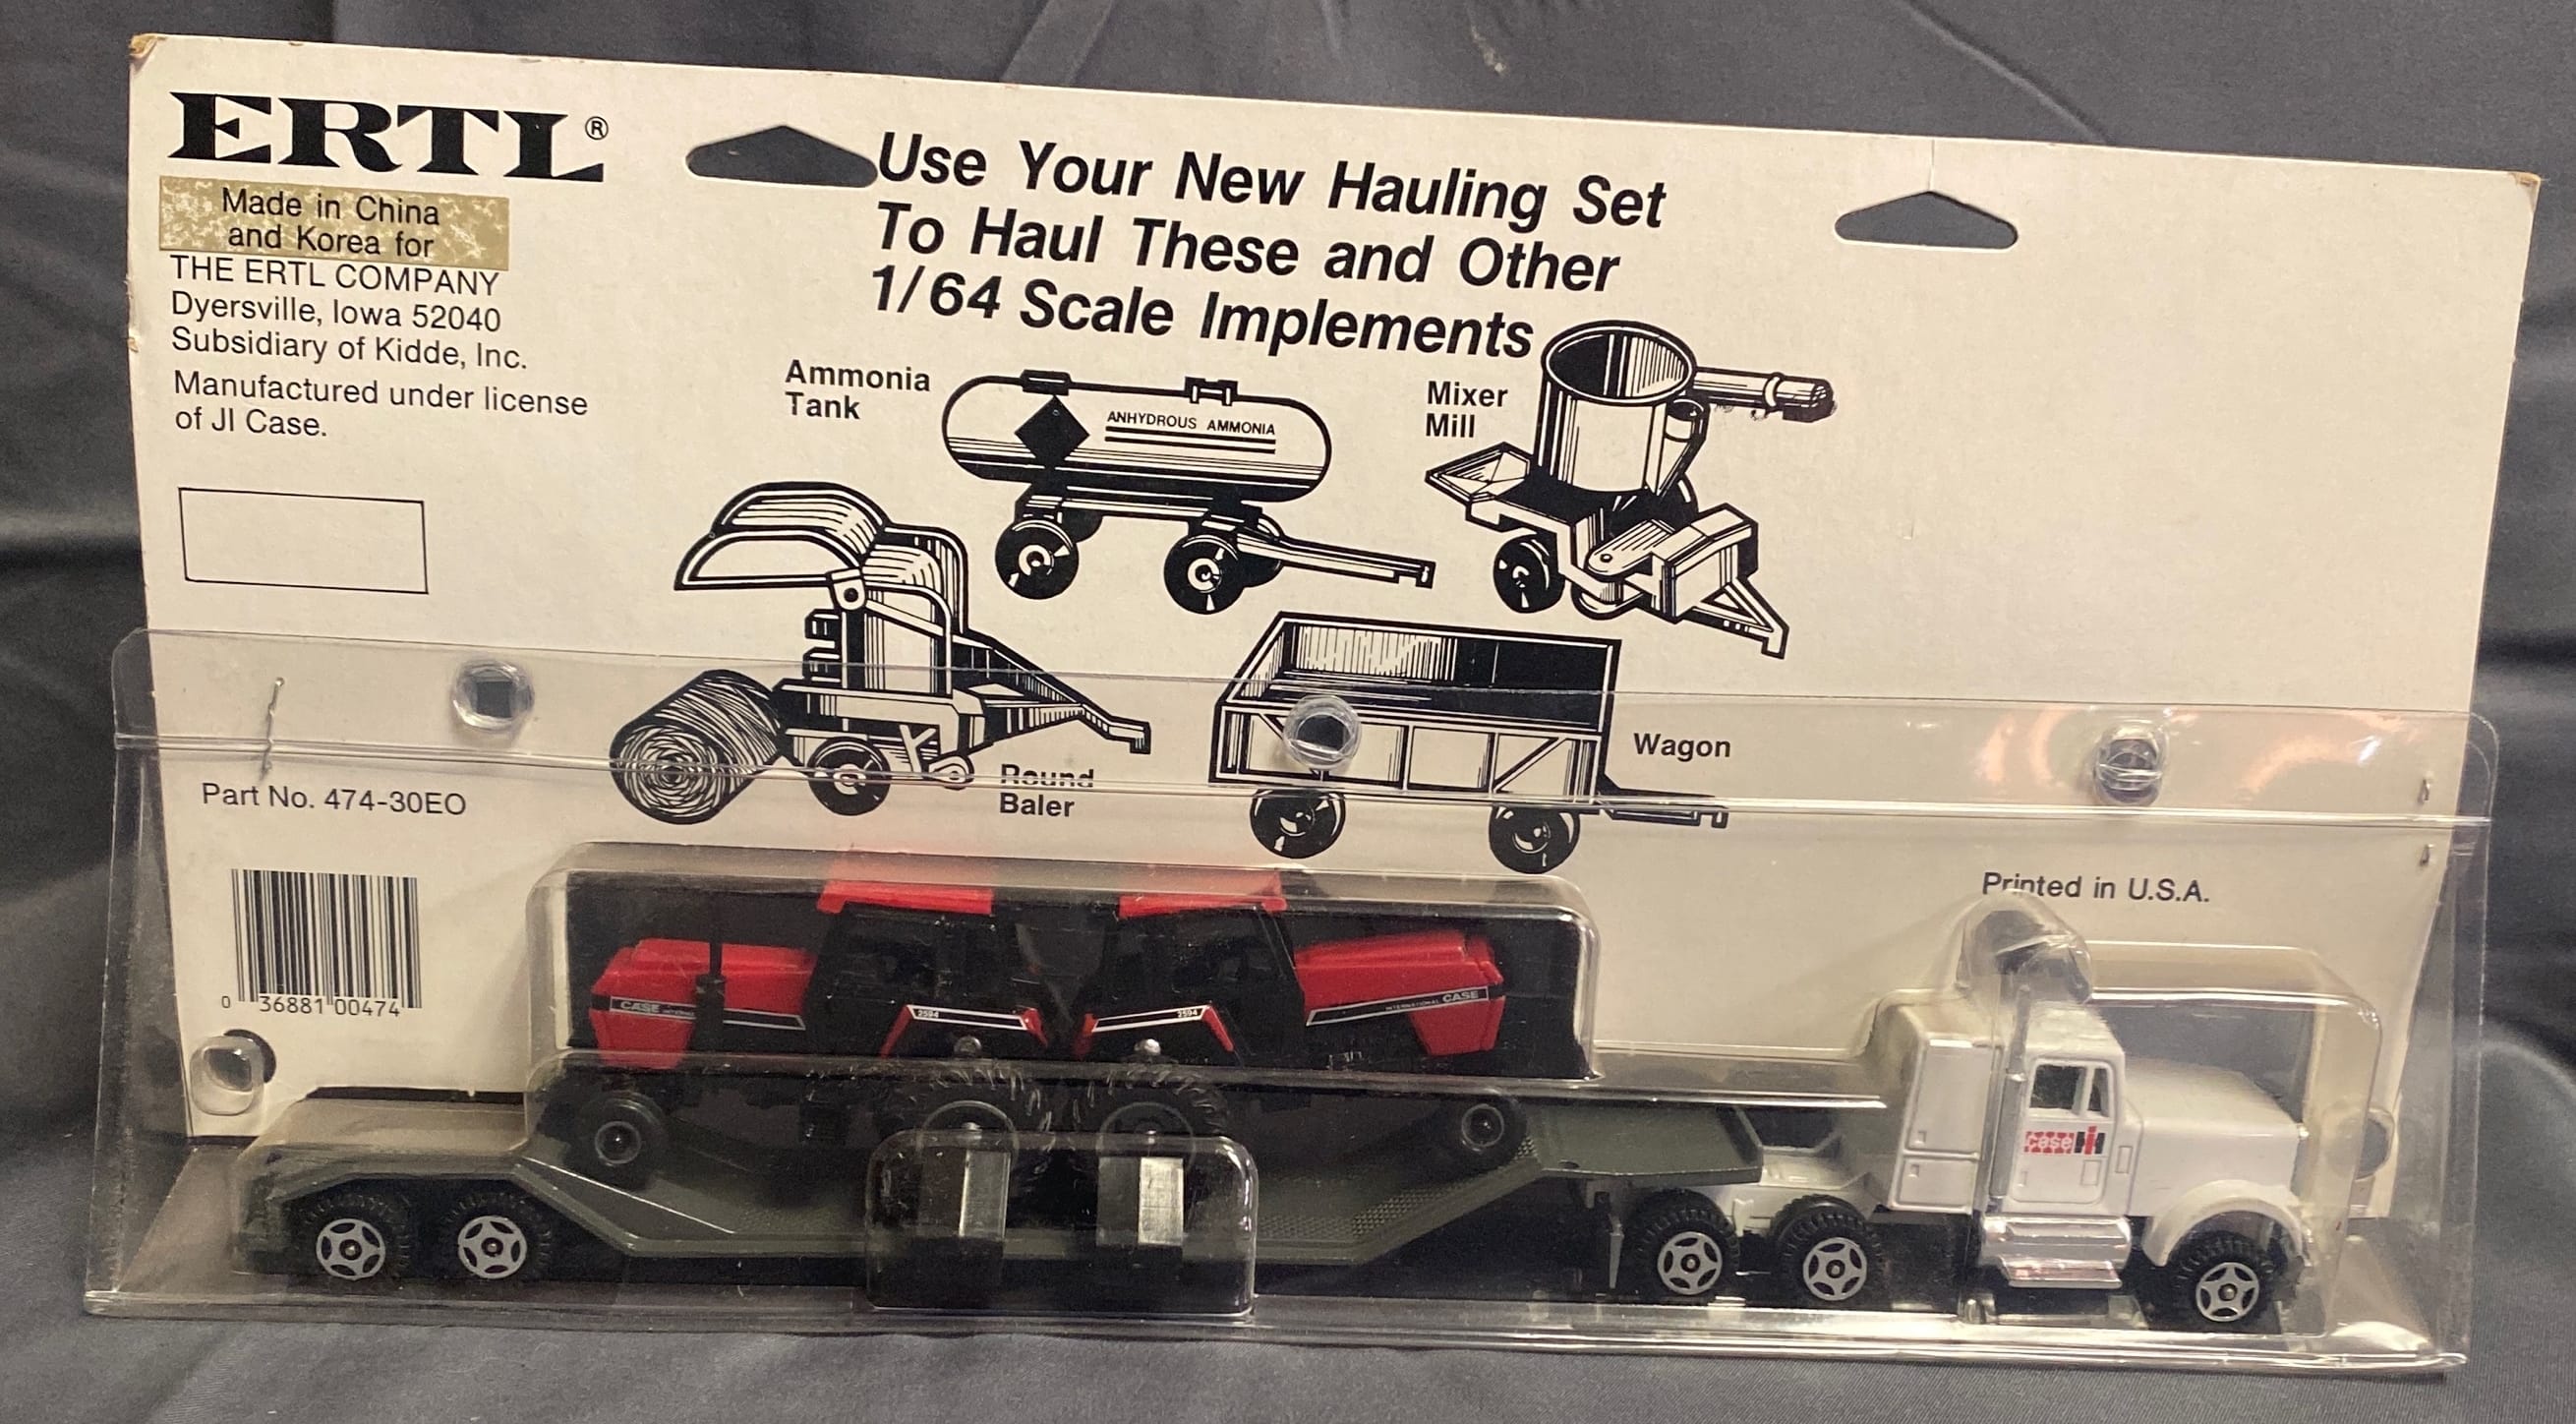 ERTL®
Made in China
and Korea for
THE ERTL COMPANY
Dyersville, Iowa 52040
Subsidiary of Kidde, Inc.
Manufactured under license
of JI Case.
Use Your New Hauling Set
To Haul These and Other
1/64 Scale Implements
Ammonia
Tank
ANHYDROUS AMMONIA
Mixer
Mill
Round
Baler
Wagon
Part No. 474-30EO
Printed in U.S.A.
0 36881 00474
CASE
2594
2594
INTERNATIONAL CASE
case IH